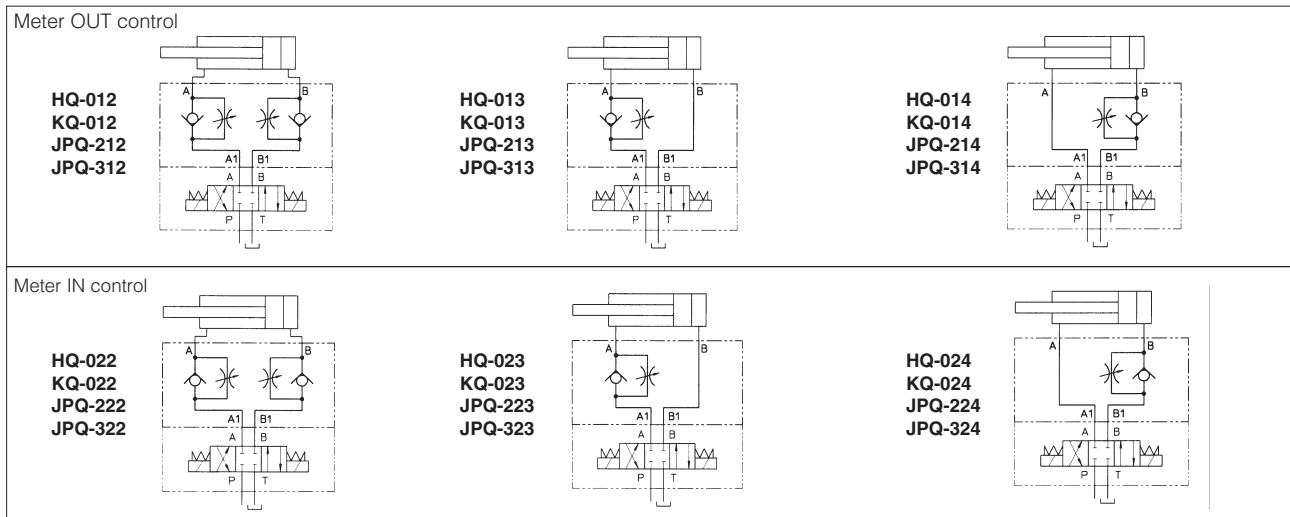 Meter OUT control
HQ-012
KQ-012
JPQ-212
JPQ-312
A
B
A1
B1
A
B
P
T
HQ-013
KQ-013
JPQ-213
JPQ-313
A
B
A1
B1
A
B
P
T
HQ-014
KQ-014
JPQ-214
JPQ-314
A
B
A1
B1
A
B
P
T
Meter IN control
HQ-022
KQ-022
JPQ-222
JPQ-322
A
B
A1
B1
A
B
P
T
HQ-023
KQ-023
JPQ-223
JPQ-323
A
B
A1
B1
A
B
P
T
HQ-024
KQ-024
JPQ-224
JPQ-324
A
B
A1
B1
A
B
P
T